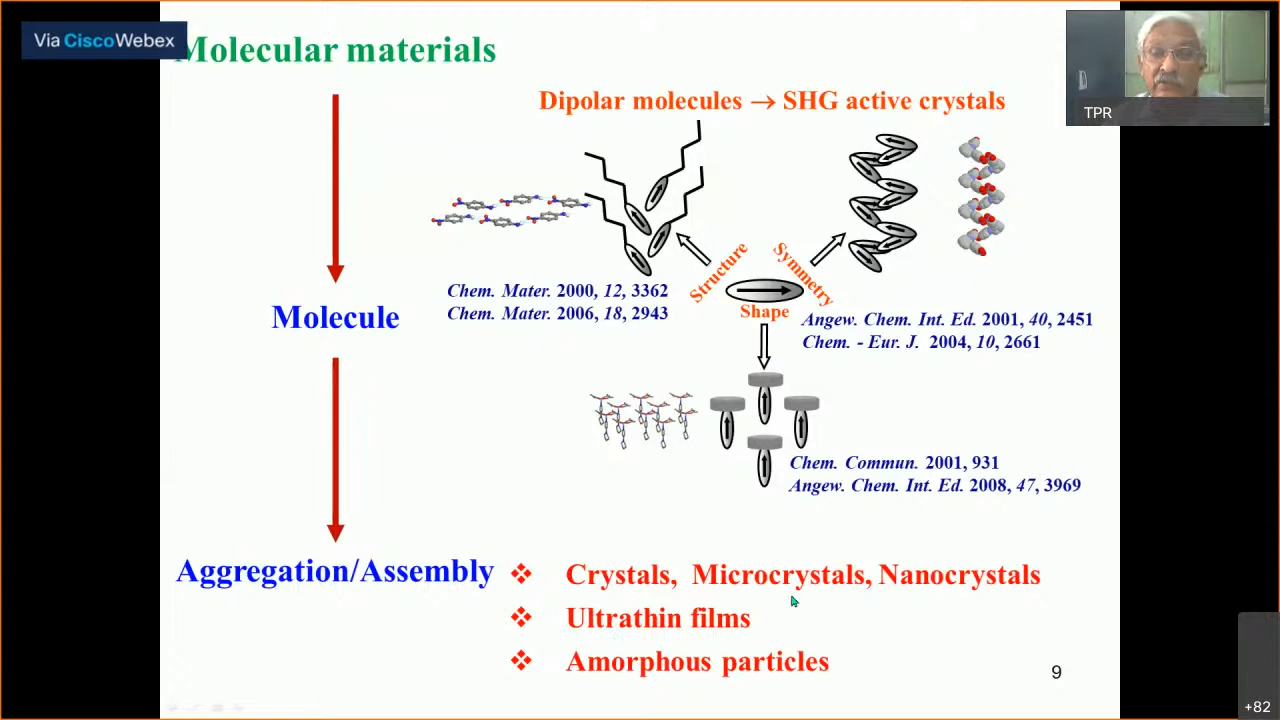 Via Cisco Webex
Molecular materials
TPR
Dipolar molecules → SHG active crystals
Structure
Symmetry
Shape
Chem. Mater. 2000, 12, 3362
Chem. Mater. 2006, 18, 2943
Molecule
Angew. Chem. Int. Ed. 2001, 40, 2451
Chem. - Eur. J. 2004, 10, 2661
Chem. Commun. 2001, 931
Angew. Chem. Int. Ed. 2008, 47, 3969
Aggregation/Assembly
❖ Crystals, Microcrystals, Nanocrystals
❖ Ultrathin films
❖ Amorphous particles
9
+82